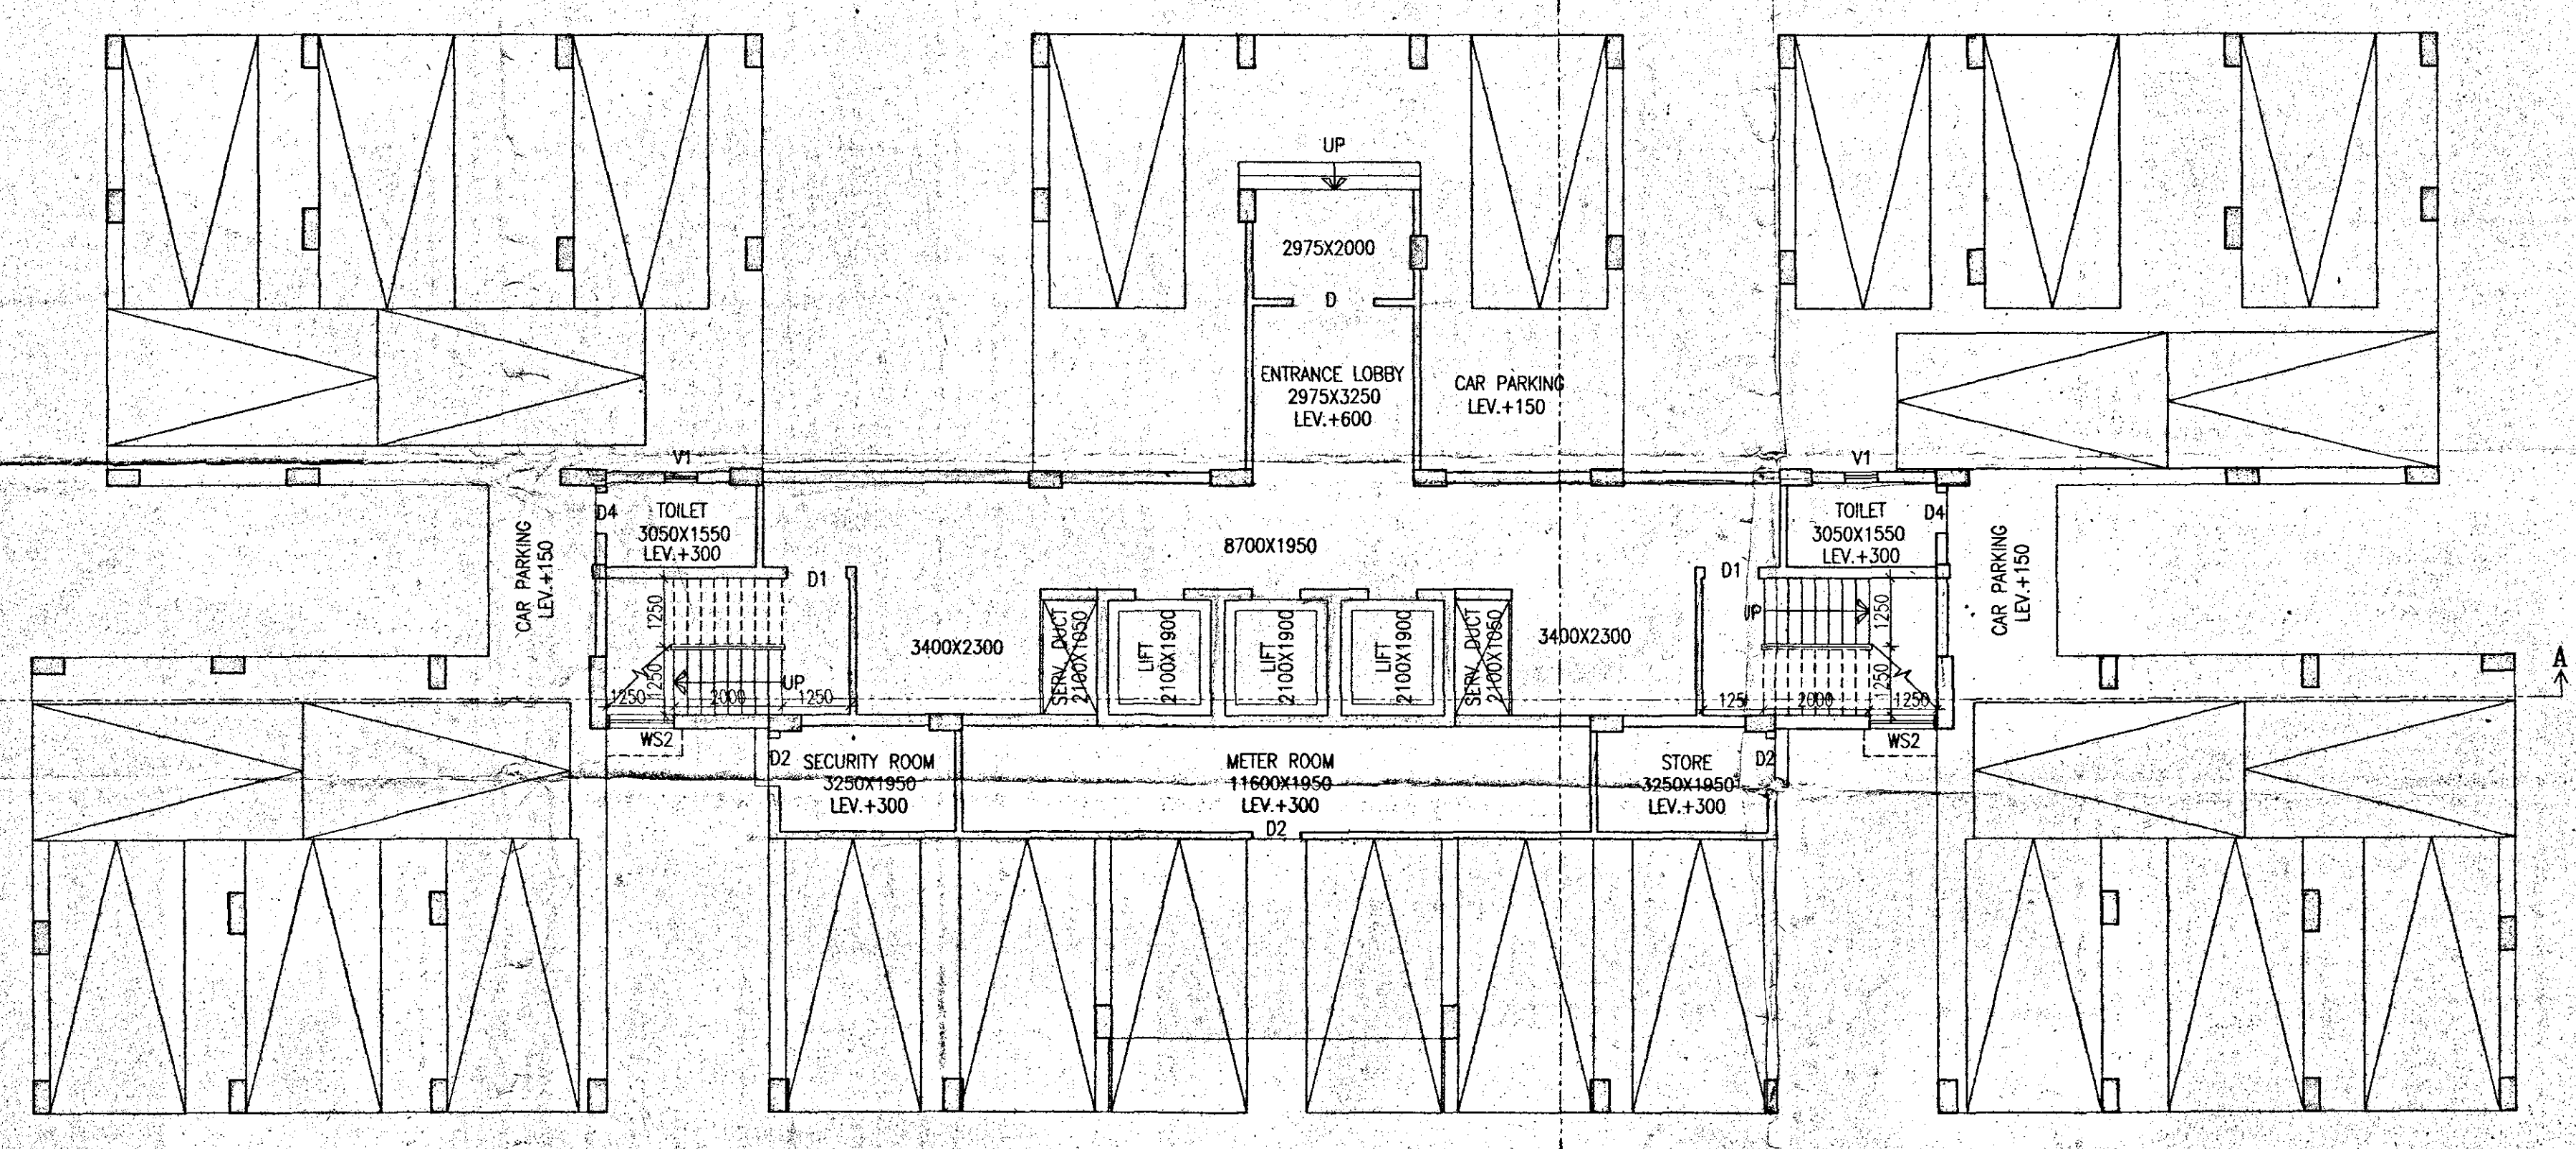 UP
2975X2000
D
ENTRANCE LOBBY
2975X3250
LEV.+600
CAR PARKING
LEV.+150
V1
V1
D4
TOILET
3050X1550
LEV.+300
TOILET
3050X1550
LEV.+300
D4
CAR PARKING
LEV.+150
CAR PARKING
LEV.+150
8700X1950
D1
D1
1250
1250
UP
1250
2000
1250
3400X2300
SERV. DUCT
2100X1050
LIFT
2100X1900
LIFT
2100X1900
LIFT
2100X1900
SERV. DUCT
2100X1050
3400X2300
UP
1250
1250
125
2000
1250
A
WS2
WS2
D2
SECURITY ROOM
3250X1950
LEV.+300
METER ROOM
11600X1950
LEV.+300
D2
STORE
3250X1950
LEV.+300
D2